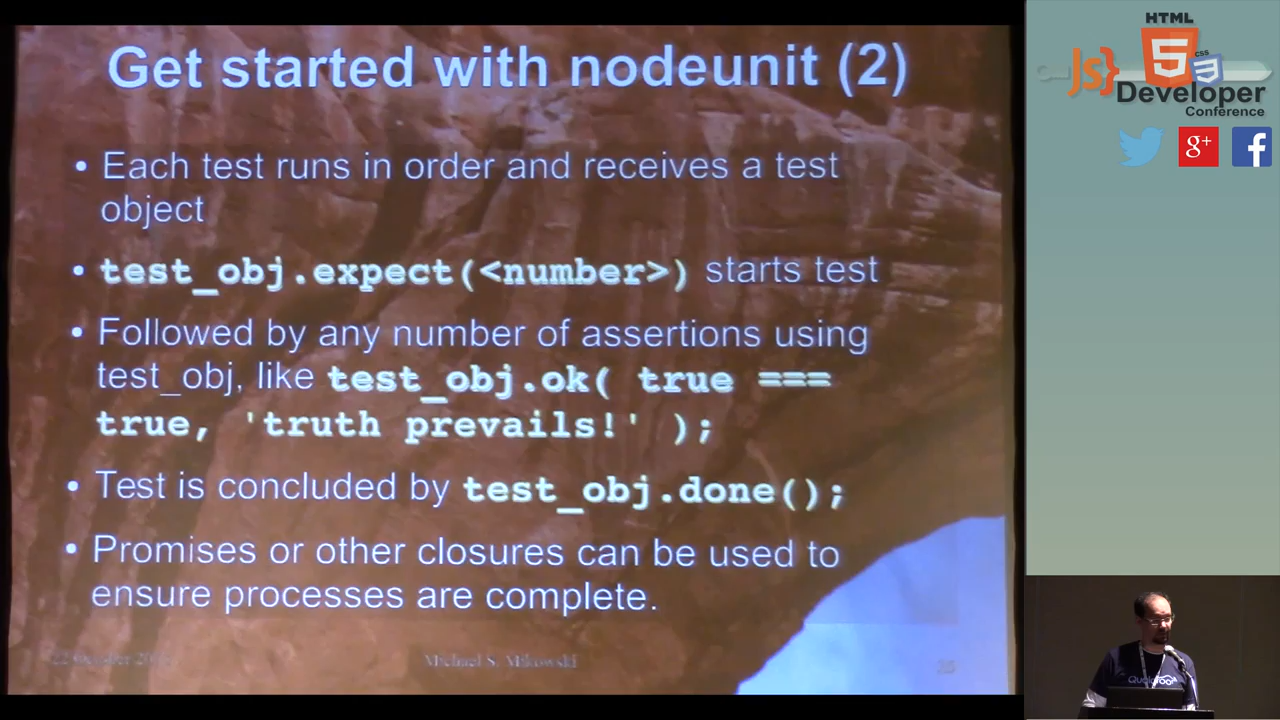 Get started with nodeunit (2)
• Each test runs in order and receives a test
object
• test_obj.expect(<number>) starts test
• Followed by any number of assertions using
test_obj, like test_obj.ok( true ===
true, 'truth prevails!' );
• Test is concluded by test_obj.done();
• Promises or other closures can be used to
ensure processes are complete.
Michael S. Mikowski
HTML
JS} 5 CSS 3
Developer
Conference
g+ f